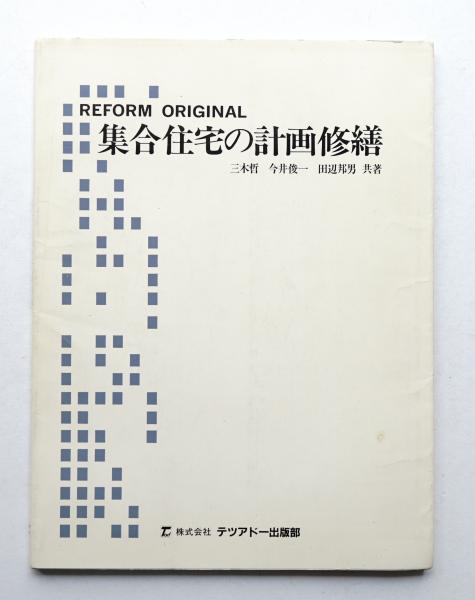 REFORM ORIGINAL
集合住宅の計画修繕
三木哲 今井俊一 田辺邦男 共著
株式会社 テツアドー出版部